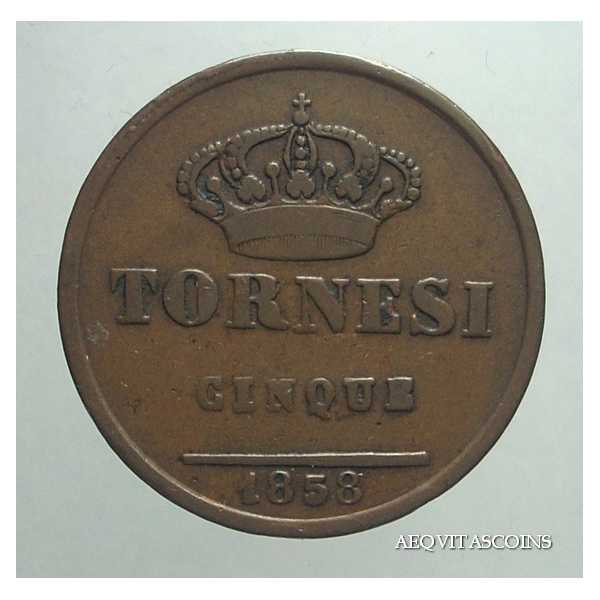 TORNESI
CINQUE
1858
AEQVITASCOINS